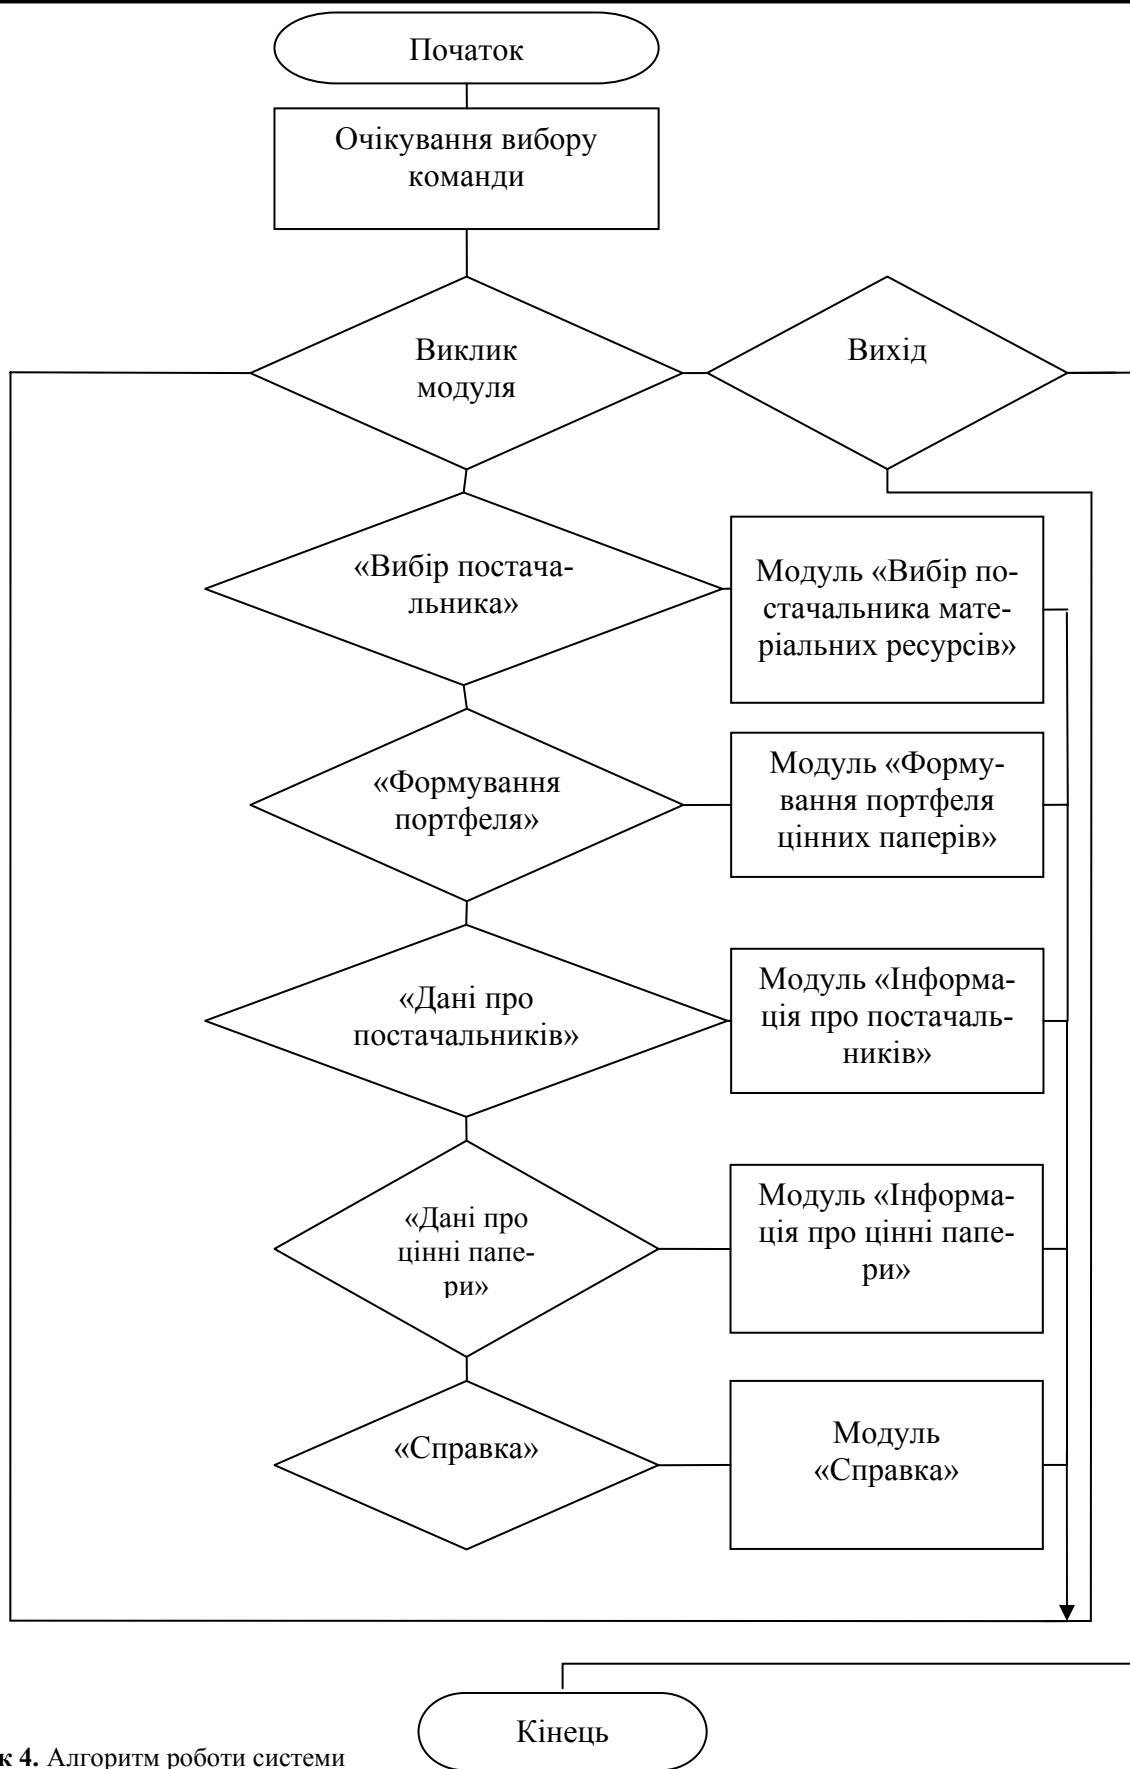 Початок
Очікування вибору
команди
Виклик
модуля
Вихід
«Вибір постача-
льника»
Модуль «Вибір по-
стачальника мате-
ріальних ресурсів»
«Формування
портфеля»
Модуль «Форму-
вання портфеля
цінних паперів»
«Дані про
постачальників»
Модуль «Інформа-
ція про постачаль-
ників»
«Дані про
цінні папе-
ри»
Модуль «Інформа-
ція про цінні папе-
ри»
«Справка»
Модуль
«Справка»
Кінець
к 4. Алгоритм роботи системи